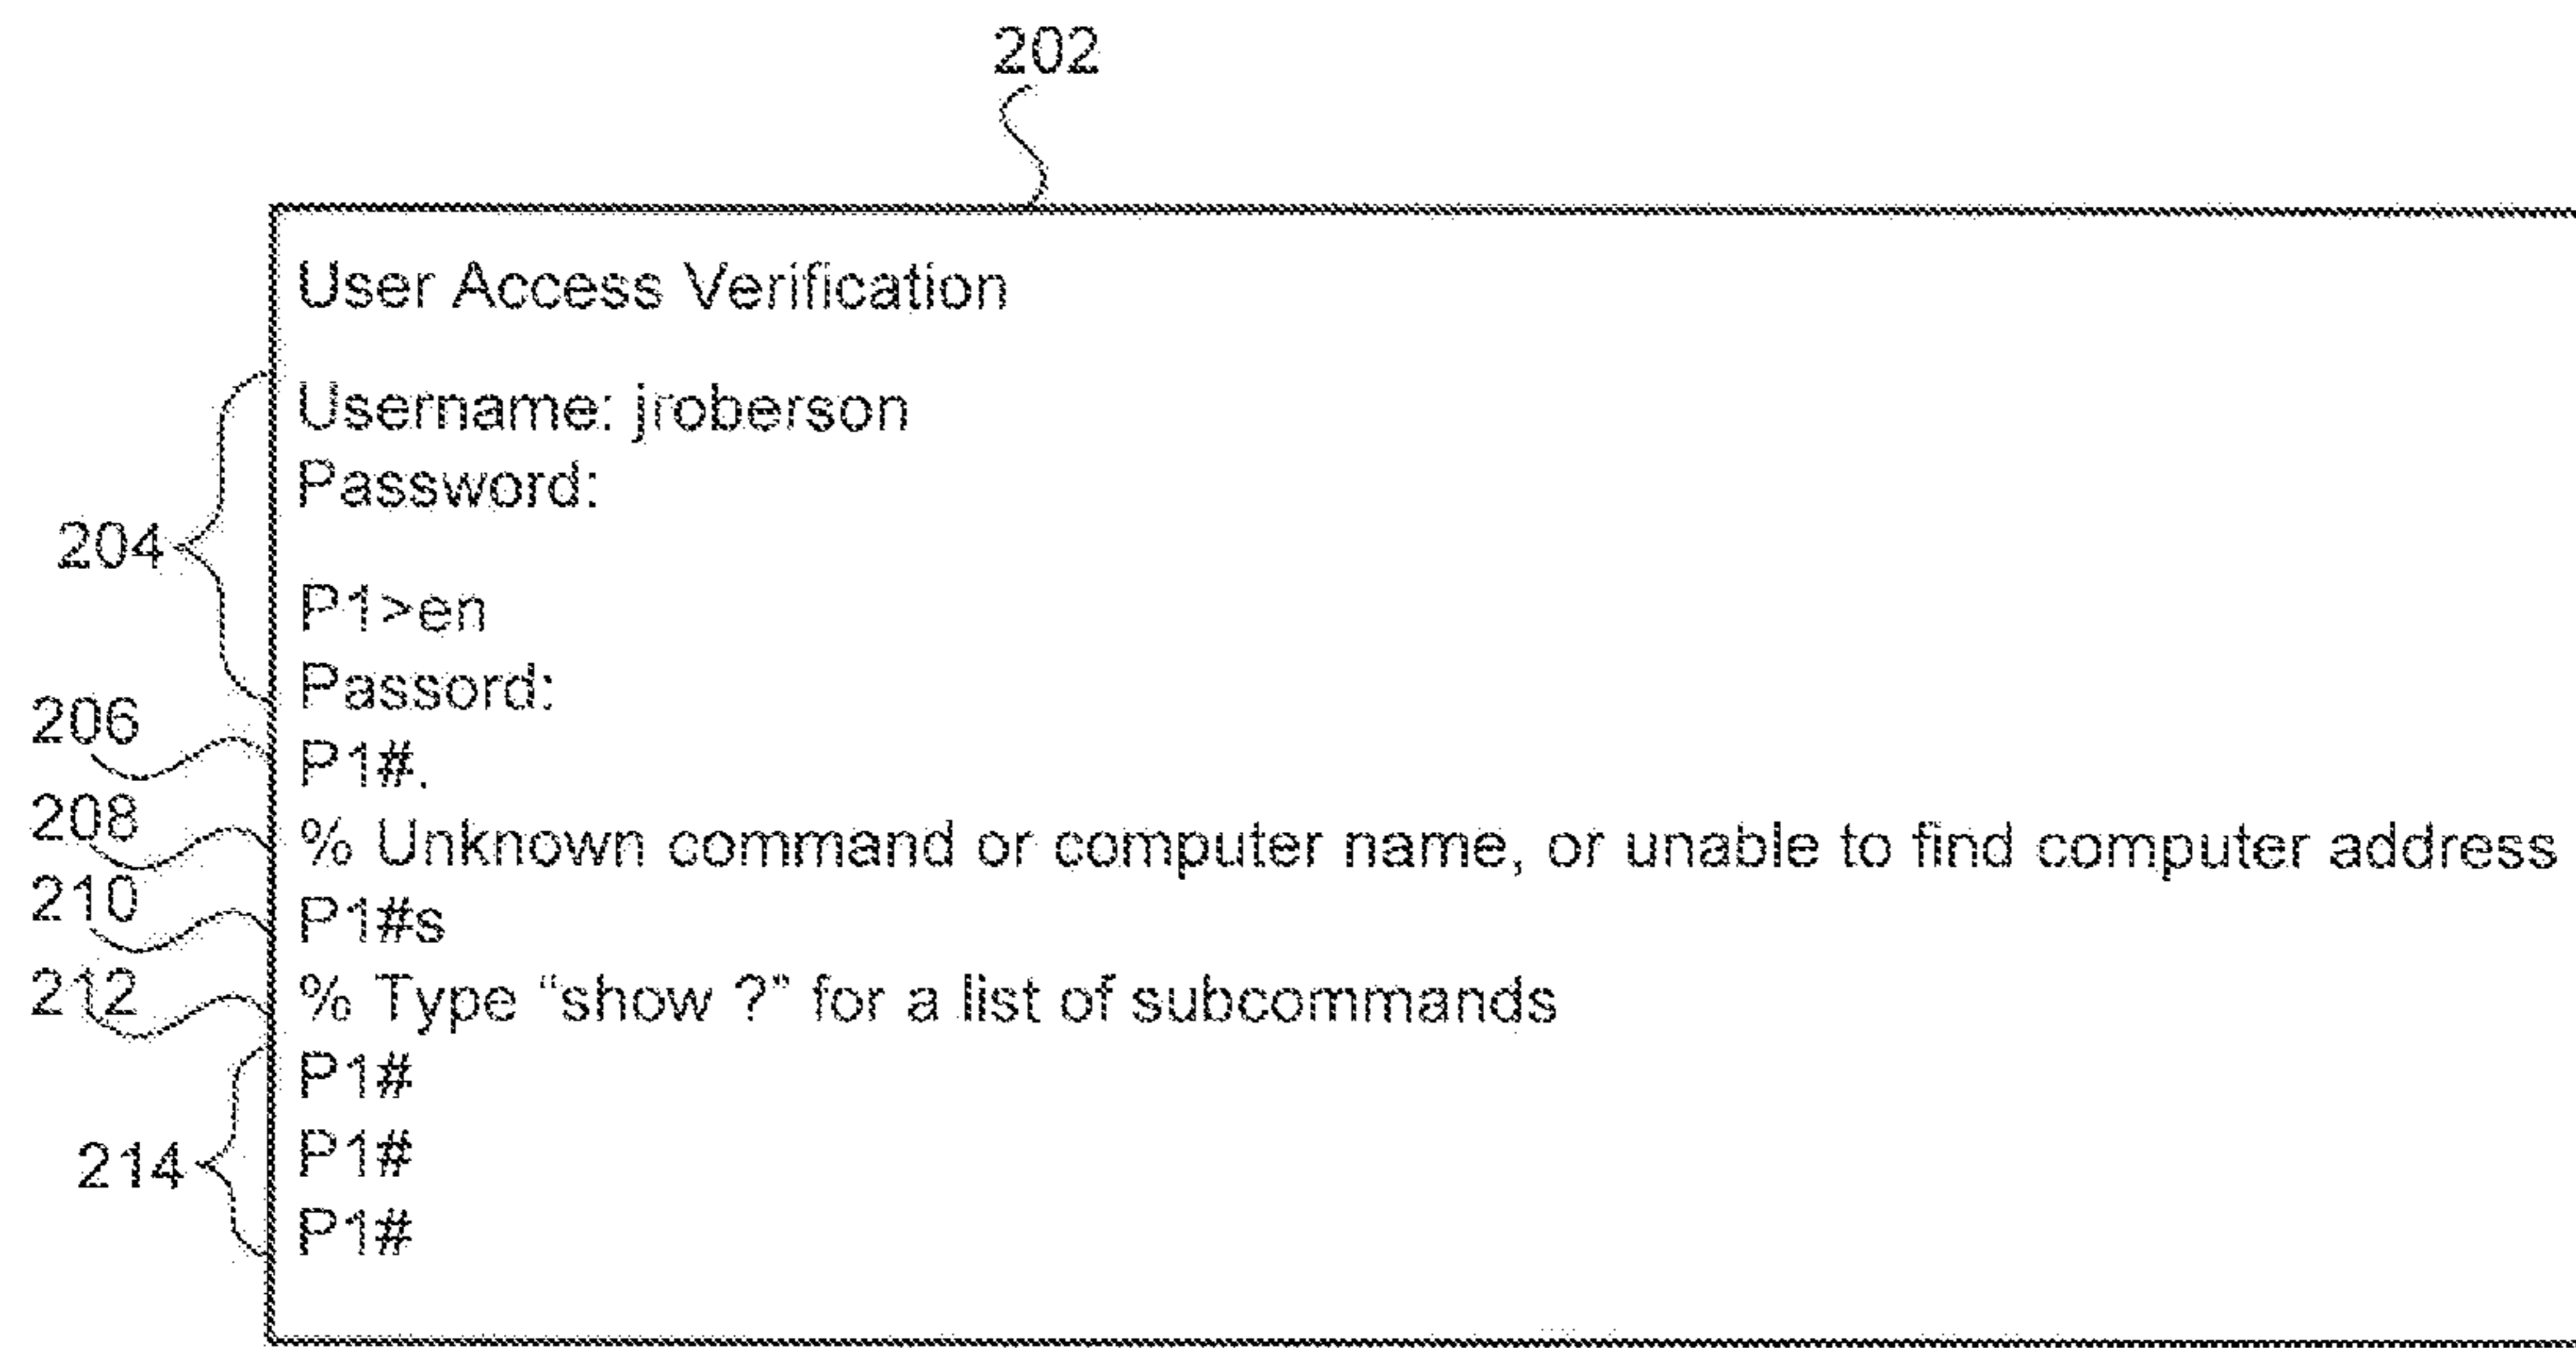 202
User Access Verification
Username: jroberson
Password:
204
P1>en
Passord:
206
P1#.
208
% Unknown command or computer name, or unable to find computer address
210
P1#s
212
% Type “show ?” for a list of subcommands
P1#
214
P1#
P1#